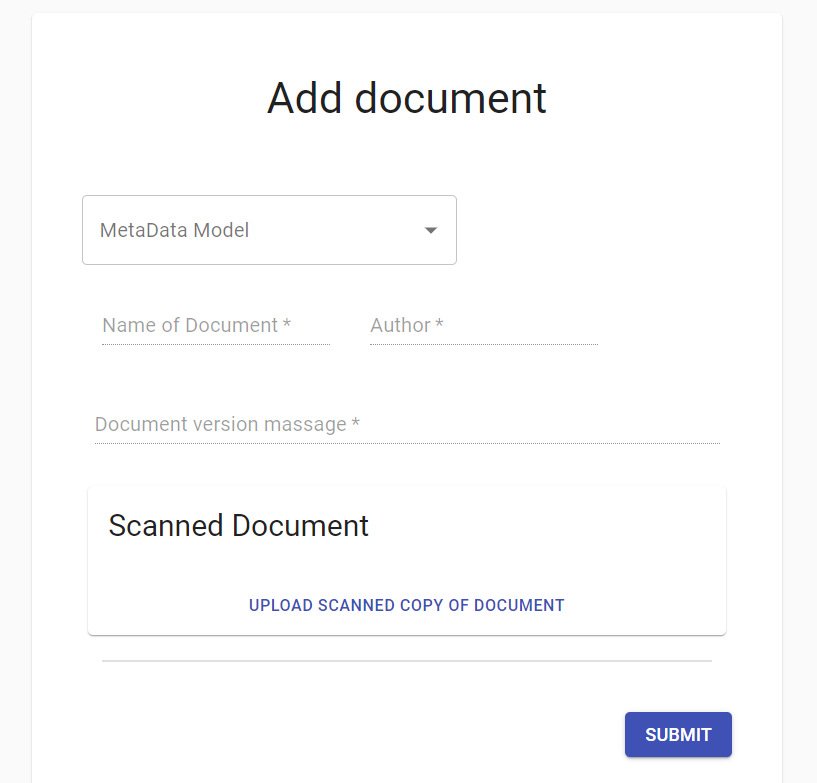 Add document
MetaData Model
Name of Document * Author *
Document version massage *
Scanned Document
UPLOAD SCANNED COPY OF DOCUMENT
SUBMIT